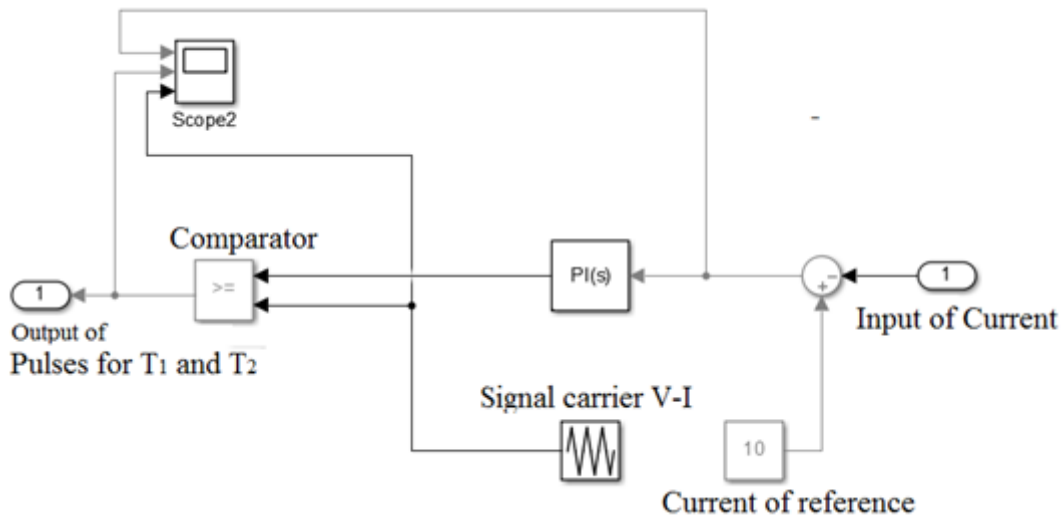 Scope2
-
Comparator
>=
PI(s)
-
+
1
1
Output of
Pulses for T1 and T2
Input of Current
Signal carrier V-I
10
Current of reference